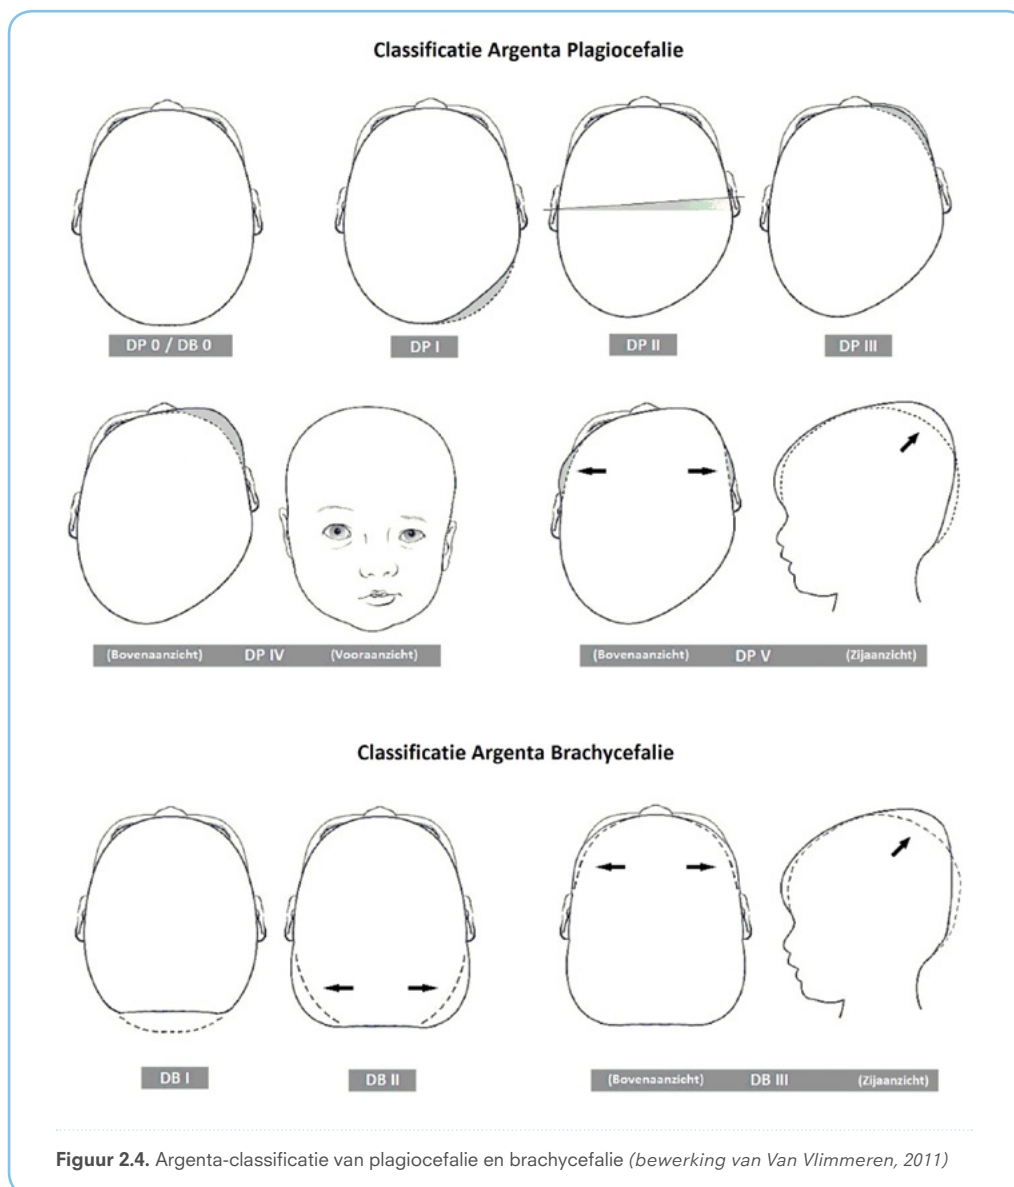 Classificatie Argenta Plagiocefalie
DP 0 / DB 0
DP I
DP II
DP III
(Bovenaanzicht) DP IV (Vooraanzicht)
(Bovenaanzicht) DP V (Zijaanzicht)
Classificatie Argenta Brachycefalie
DB I
DB II
(Bovenaanzicht) DB III (Zijaanzicht)
Figuur 2.4. Argenta-classificatie van plagiocefalie en brachycefalie (bewerking van Van Vlimmeren, 2011)